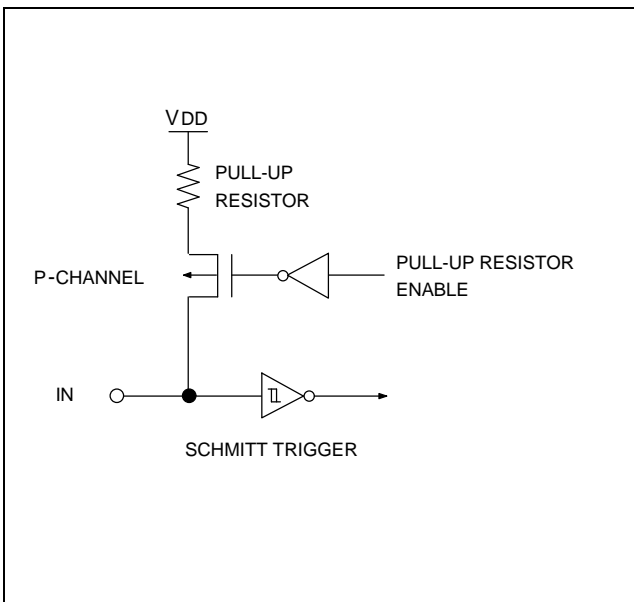 VDD
PULL-UP
RESISTOR
P-CHANNEL
PULL-UP RESISTOR
ENABLE
IN
SCHMITT TRIGGER